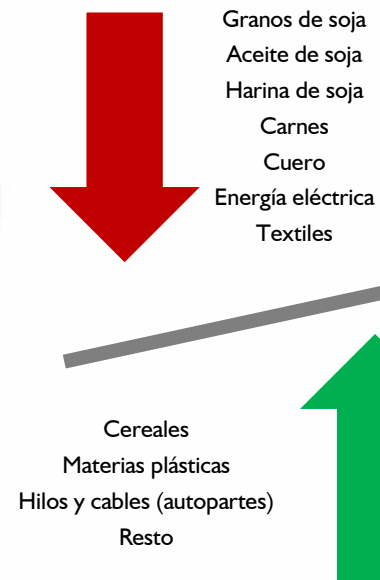 Granos de soja
Aceite de soja
Harina de soja
Carnes
Cuero
Energía eléctrica
Textiles
Cereales
Materias plásticas
Hilos y cables (autopartes)
Resto